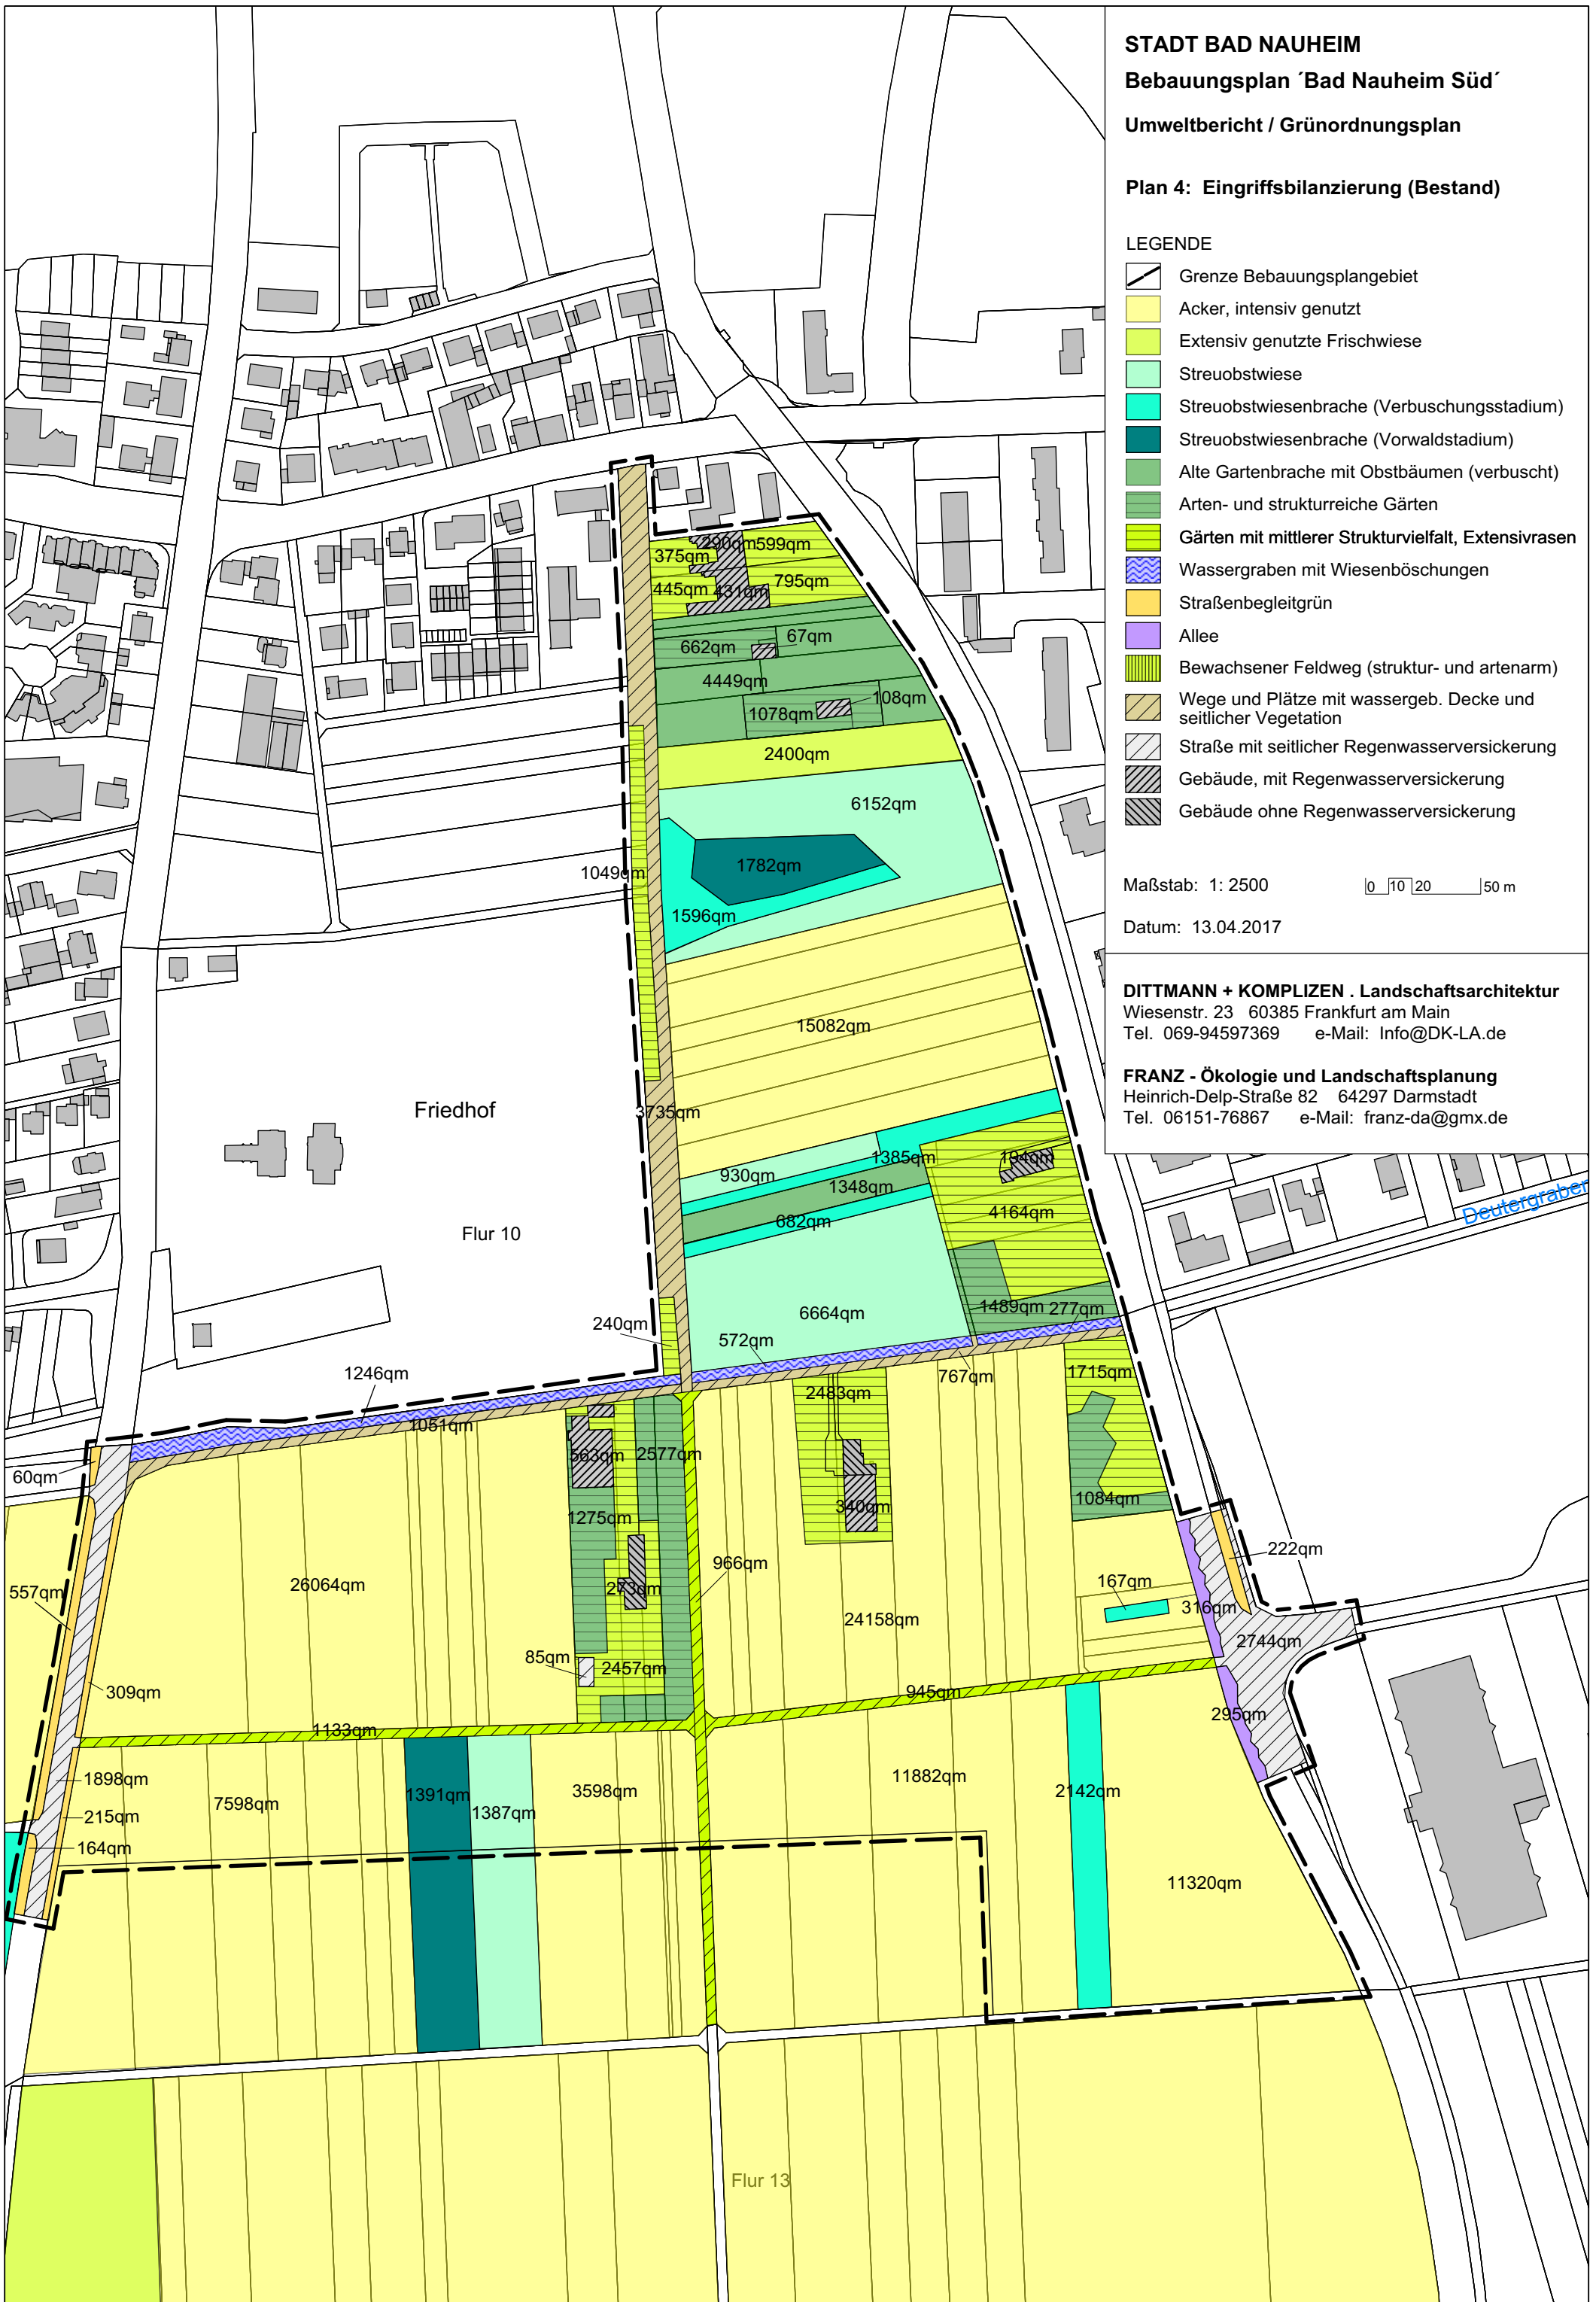 STADT BAD NAUHEIM
Bebauungsplan ´Bad Nauheim Süd´
Umweltbericht / Grünordnungsplan
Plan 4: Eingriffsbilanzierung (Bestand)
LEGENDE
Grenze Bebauungsplangebiet
Acker, intensiv genutzt
Extensiv genutzte Frischwiese
Streuobstwiese
Streuobstwiesenbrache (Verbuschungsstadium)
Streuobstwiesenbrache (Vorwaldstadium)
Alte Gartenbrache mit Obstbäumen (verbuscht)
Arten- und strukturreiche Gärten
Gärten mit mittlerer Strukturvielfalt, Extensivrasen
Wassergraben mit Wiesenböschungen
Straßenbegleitgrün
Allee
Bewachsener Feldweg (struktur- und artenarm)
Wege und Plätze mit wassergeb. Decke und
seitlicher Vegetation
Straße mit seitlicher Regenwasserversickerung
Gebäude, mit Regenwasserversickerung
Gebäude ohne Regenwasserversickerung
Maßstab: 1: 2500
0 10 20 50 m
Datum: 13.04.2017
DITTMANN + KOMPLIZEN . Landschaftsarchitektur
Wiesenstr. 23 60385 Frankfurt am Main
Tel. 069-94597369 e-Mail: Info@DK-LA.de
FRANZ - Ökologie und Landschaftsplanung
Heinrich-Delp-Straße 82 64297 Darmstadt
Tel. 06151-76867 e-Mail: franz-da@gmx.de
290qm
599qm
375qm
795qm
445qm
431qm
67qm
662qm
4449qm
108qm
1078qm
2400qm
6152qm
1782qm
1049qm
1596qm
15082qm
Friedhof
3735qm
1385qm
194qm
930qm
1348qm
4164qm
682qm
Deutergraben
Flur 10
1489qm
277qm
6664qm
240qm
572qm
1246qm
767qm
1715qm
2483qm
1051qm
563qm
2577qm
60qm
1084qm
340qm
1275qm
222qm
966qm
167qm
26064qm
273qm
557qm
316qm
24158qm
2744qm
85qm
2457qm
309qm
945qm
295qm
1133qm
1898qm
11882qm
3598qm
2142qm
1391qm
7598qm
1387qm
215qm
164qm
11320qm
Flur 13